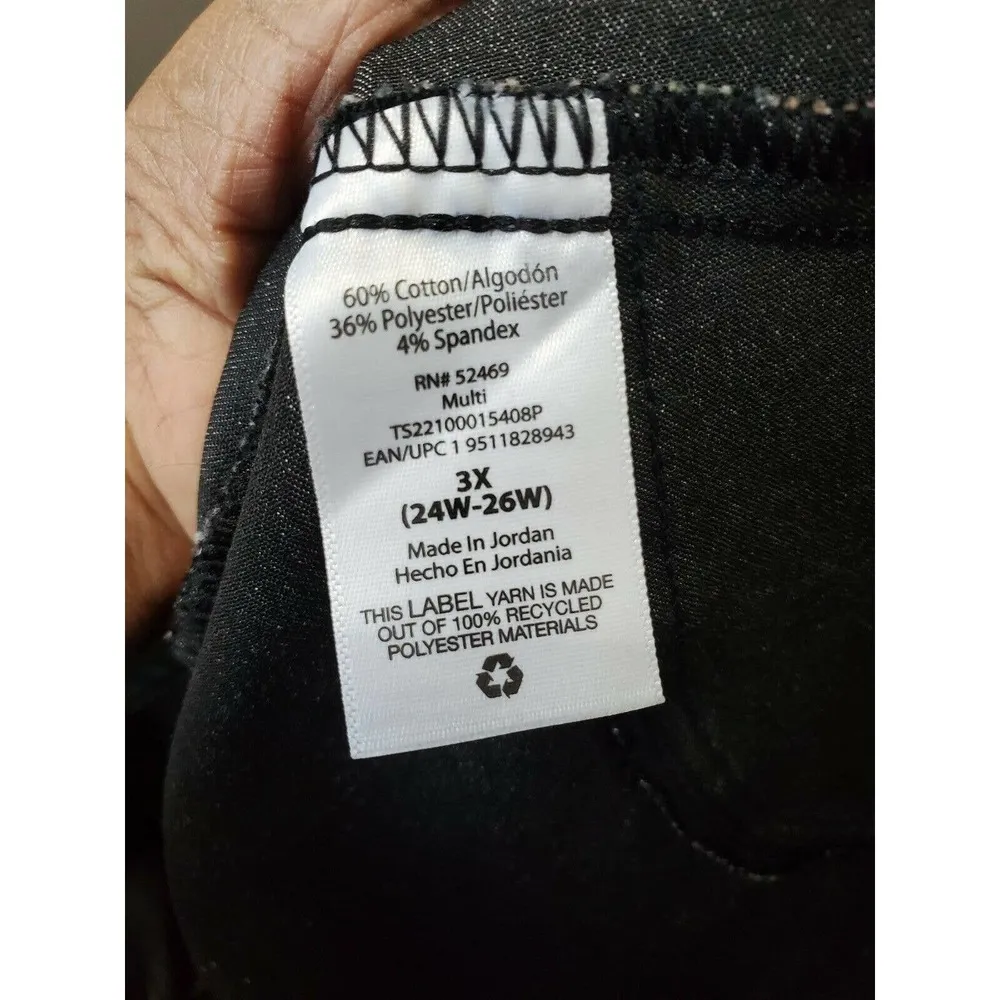 60% Cotton/Algodón
36% Polyester/Poliéster
4% Spandex
RN# 52469
Multi
TS22100015408P
EAN/UPC 1 9511828943
3X
(24W-26W)
Made In Jordan
Hecho En Jordania
THIS LABEL YARN IS MADE
OUT OF 100% RECYCLED
POLYESTER MATERIALS